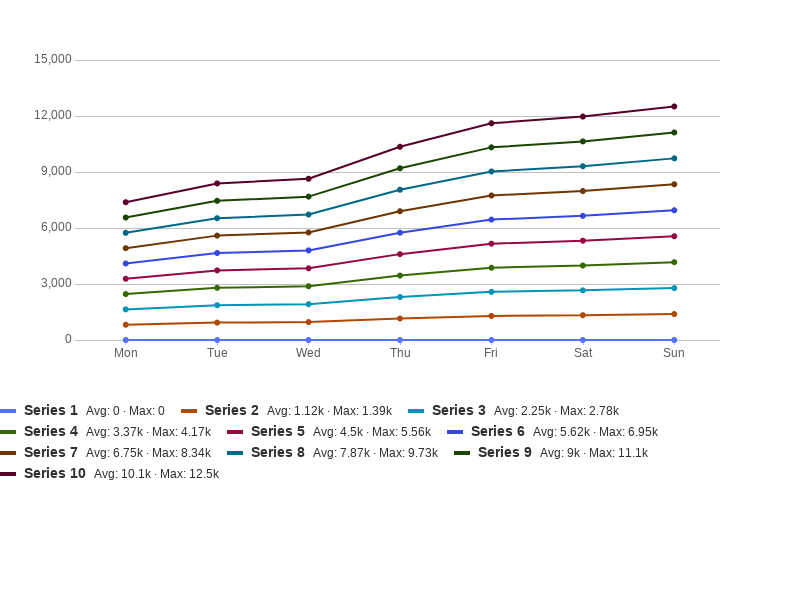 15,000
12,000
9,000
6,000
3,000
0
Mon Tue Wed Thu Fri Sat Sun
Series 1 Avg: 0 · Max: 0 Series 2 Avg: 1.12k · Max: 1.39k Series 3 Avg: 2.25k · Max: 2.78k
Series 4 Avg: 3.37k · Max: 4.17k Series 5 Avg: 4.5k · Max: 5.56k Series 6 Avg: 5.62k · Max: 6.95k
Series 7 Avg: 6.75k · Max: 8.34k Series 8 Avg: 7.87k · Max: 9.73k Series 9 Avg: 9k · Max: 11.1k
Series 10 Avg: 10.1k · Max: 12.5k